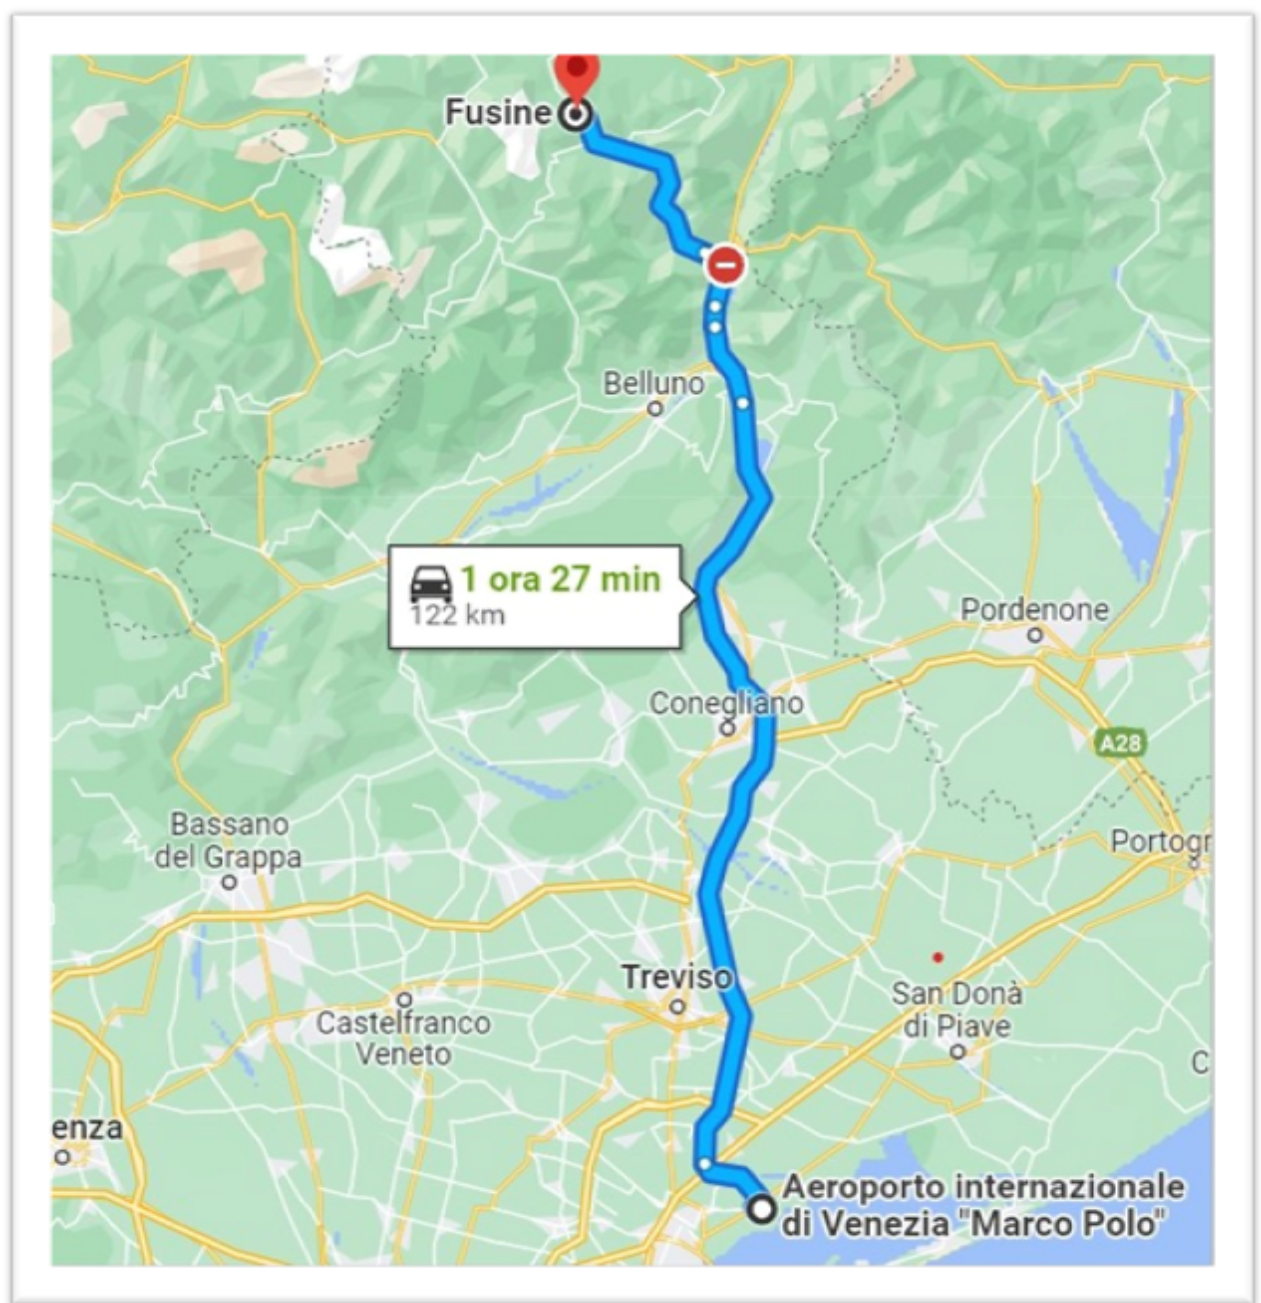 Fusine
Belluno
1 ora 27 min
122 km
Pordenone
Conegliano
A28
Bassano
del Grappa
Portogr
Treviso
San Donà
di Piave
Castelfranco
Veneto
C
enza
Aeroporto internazionale
di Venezia "Marco Polo"